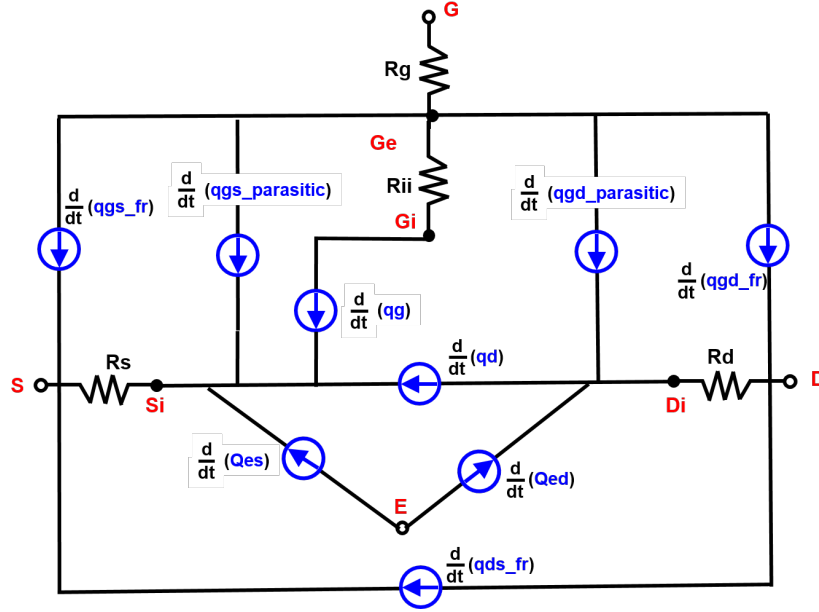 G
Rg
Ge
d/dt (qgs_fr)
d/dt (qgs_parasitic)
Rii
d/dt (qgd_parasitic)
Gi
d/dt (qgd_fr)
d/dt (qg)
S
Rs
Si
d/dt (qd)
Di
Rd
D
d/dt (Qes)
E
d/dt (Qed)
d/dt (qds_fr)